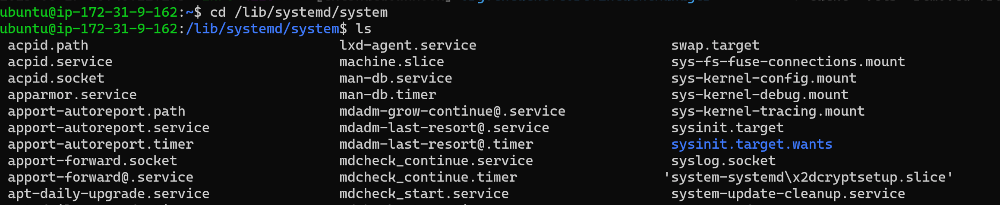 ubuntu@ip-172-31-9-162:~$ cd /lib/systemd/system
ubuntu@ip-172-31-9-162:/lib/systemd/system$ ls
acpid.path lxd-agent.service swap.target
acpid.service machine.slice sys-fs-fuse-connections.mount
acpid.socket man-db.service sys-kernel-config.mount
apparmor.service man-db.timer sys-kernel-debug.mount
apport-autoreport.path mdadm-grow-continue@.service sys-kernel-tracing.mount
apport-autoreport.service mdadm-last-resort@.service sysinit.target
apport-autoreport.timer mdadm-last-resort@.timer sysinit.target.wants
apport-forward.socket mdcheck_continue.service syslog.socket
apport-forward@.service mdcheck_continue.timer 'system-systemd\x2dcryptsetup.slice'
apt-daily-upgrade.service mdcheck_start.service system-update-cleanup.service